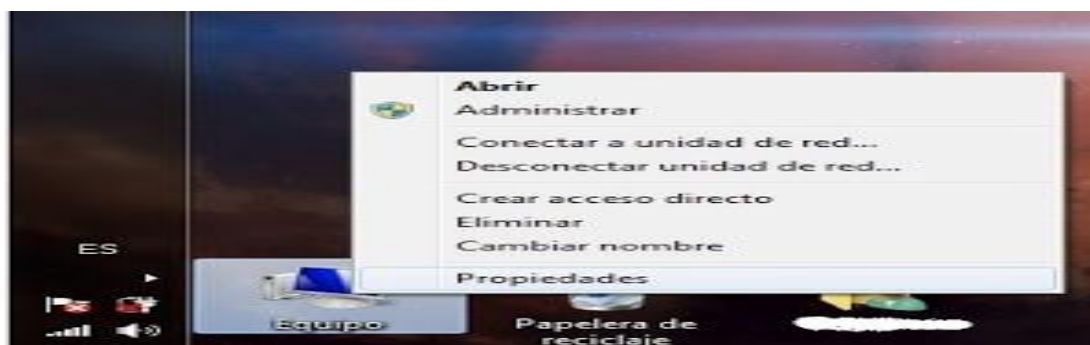 Abrir
Administrar
Conectar a unidad de red...
Desconectar unidad de red...
Crear acceso directo
Eliminar
Cambiar nombre
Propiedades
ES
Equipo
Papelera de
reciclaje